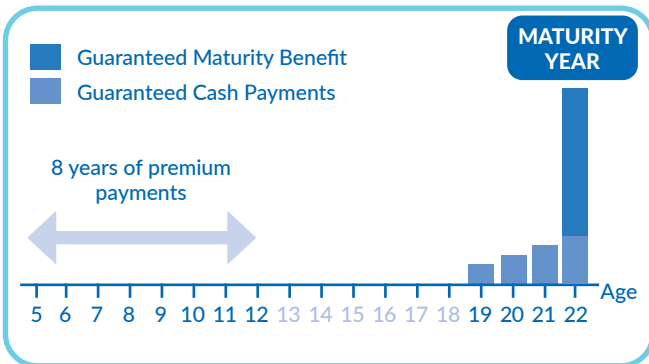 MATURITY
YEAR
Guaranteed Maturity Benefit
Guaranteed Cash Payments
8 years of premium
payments
Age
5 6 7 8 9 10 11 12 13 14 15 16 17 18 19 20 21 22